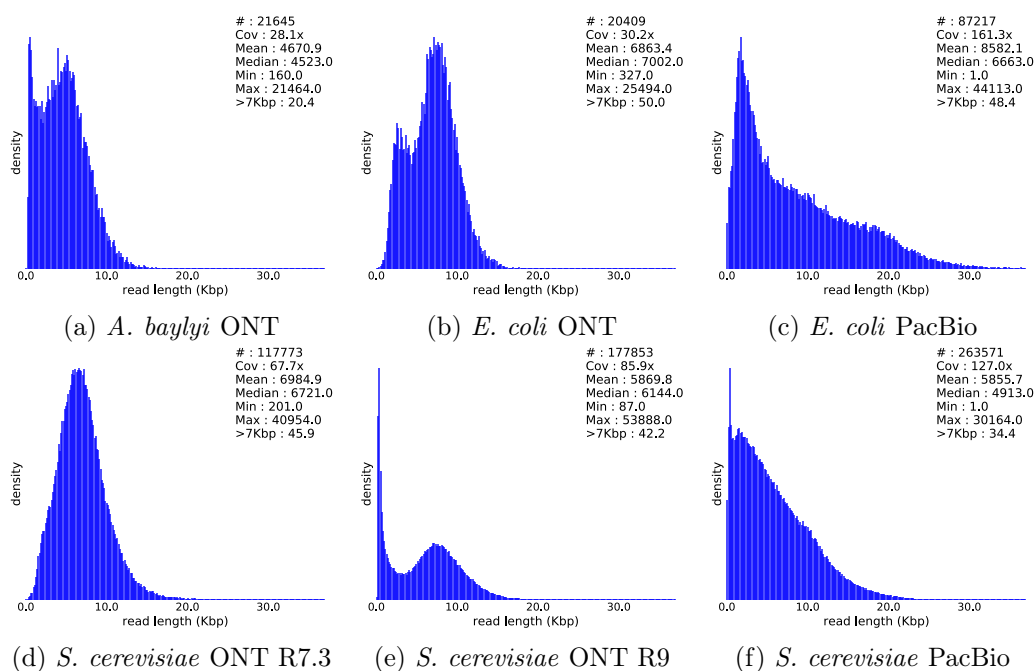 # : 21645
Cov : 28.1x
Mean : 4670.9
Median : 4523.0
Min : 160.0
Max : 21464.0
>7Kbp : 20.4
density
0.0 10.0 20.0 30.0
read length (Kbp)
(a) A. baylyi ONT
# : 20409
Cov : 30.2x
Mean : 6863.4
Median : 7002.0
Min : 327.0
Max : 25494.0
>7Kbp : 50.0
density
0.0 10.0 20.0 30.0
read length (Kbp)
(b) E. coli ONT
# : 87217
Cov : 161.3x
Mean : 8582.1
Median : 6663.0
Min : 1.0
Max : 44113.0
>7Kbp : 48.4
density
0.0 10.0 20.0 30.0
read length (Kbp)
(c) E. coli PacBio
# : 117773
Cov : 67.7x
Mean : 6984.9
Median : 6721.0
Min : 201.0
Max : 40954.0
>7Kbp : 45.9
density
0.0 10.0 20.0 30.0
read length (Kbp)
(d) S. cerevisiae ONT R7.3
# : 177853
Cov : 85.9x
Mean : 5869.8
Median : 6144.0
Min : 87.0
Max : 53888.0
>7Kbp : 42.2
density
0.0 10.0 20.0 30.0
read length (Kbp)
(e) S. cerevisiae ONT R9
# : 263571
Cov : 127.0x
Mean : 5855.7
Median : 4913.0
Min : 1.0
Max : 30164.0
>7Kbp : 34.4
density
0.0 10.0 20.0 30.0
read length (Kbp)
(f) S. cerevisiae PacBio